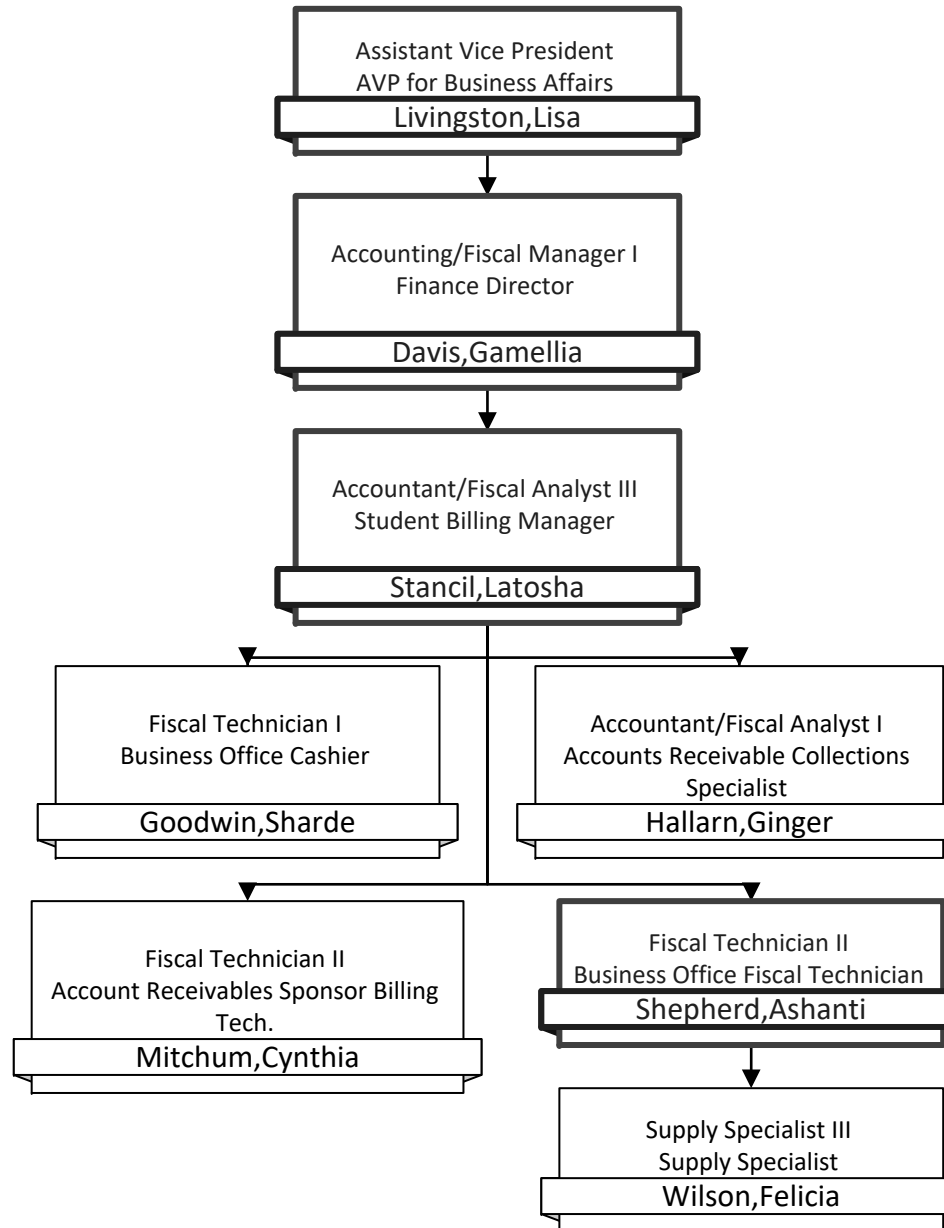 Assistant Vice President
AVP for Business Affairs
Livingston,Lisa
Accounting/Fiscal Manager I
Finance Director
Davis,Gamellia
Accountant/Fiscal Analyst III
Student Billing Manager
Stancil,Latosha
Fiscal Technician I
Business Office Cashier
Goodwin,Sharde
Accountant/Fiscal Analyst I
Accounts Receivable Collections
Specialist
Hallarn,Ginger
Fiscal Technician II
Account Receivables Sponsor Billing
Tech.
Mitchum,Cynthia
Fiscal Technician II
Business Office Fiscal Technician
Shepherd,Ashanti
Supply Specialist III
Supply Specialist
Wilson,Felicia